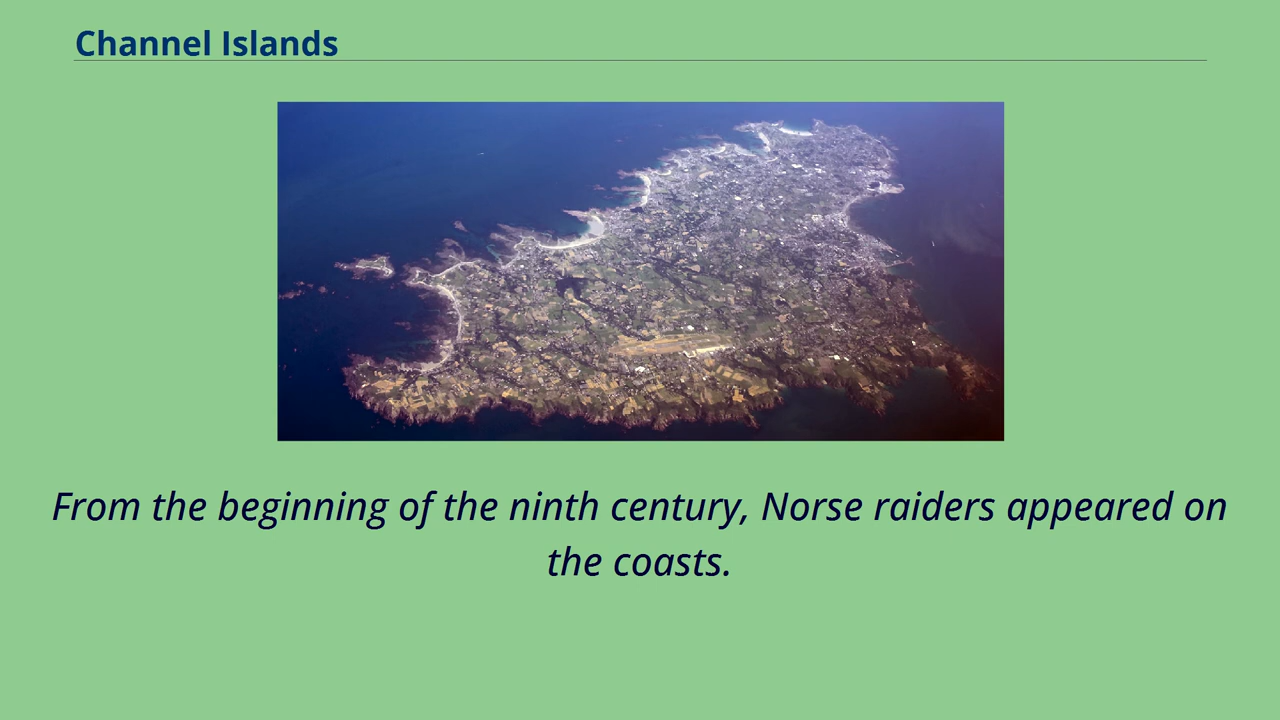 Channel Islands
From the beginning of the ninth century, Norse raiders appeared on
the coasts.